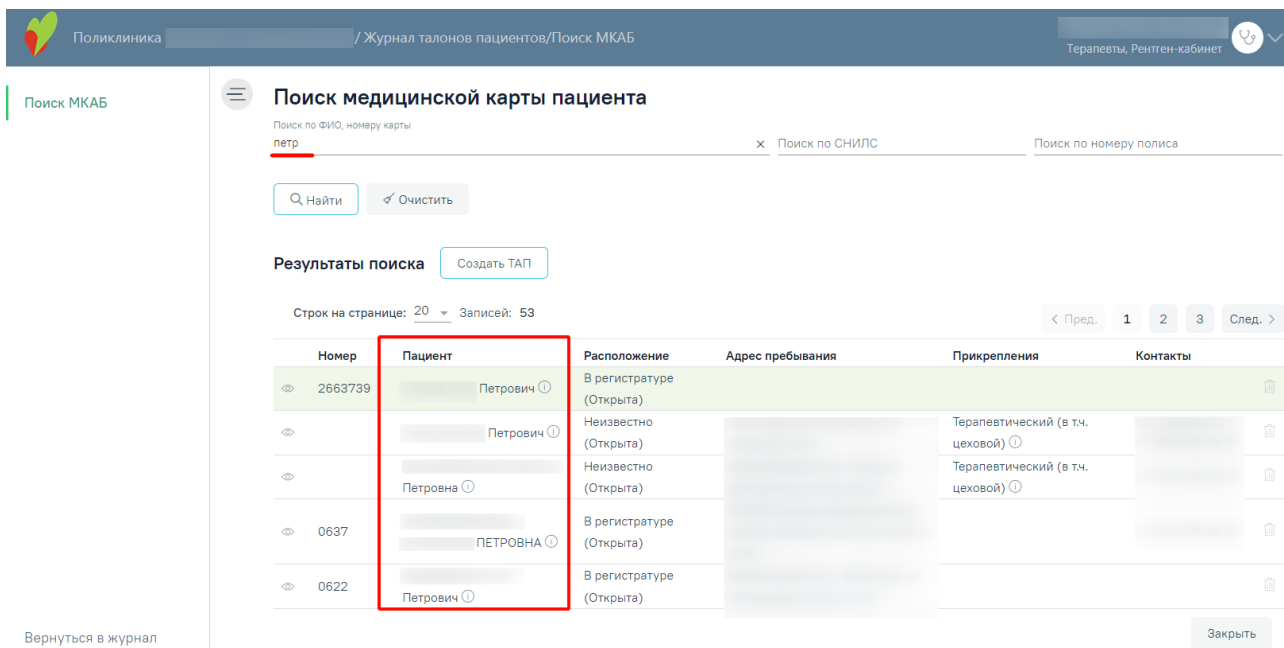 Поликлиника / Журнал талонов пациентов/Поиск МКАБ
Терапевты, Рентген-кабинет
Поиск МКАБ
Поиск медицинской карты пациента
Поиск по ФИО, номеру карты
петр × Поиск по СНИЛС Поиск по номеру полиса
Найти Очистить
Результаты поиска Создать ТАП
Строк на странице: 20 Записей: 53 < Пред. 1 2 3 След. >
Номер Пациент Расположение Адрес пребывания Прикрепления Контакты
2663739 Петрович В регистратуре
(Открыта)
Петрович Неизвестно Терапевтический (в т.ч.
(Открыта) цеховой)
Неизвестно Терапевтический (в т.ч.
Петровна (Открыта) цеховой)
0637 В регистратуре
ПЕТРОВНА (Открыта)
0622 В регистратуре
Петрович (Открыта)
Вернуться в журнал Закрыть